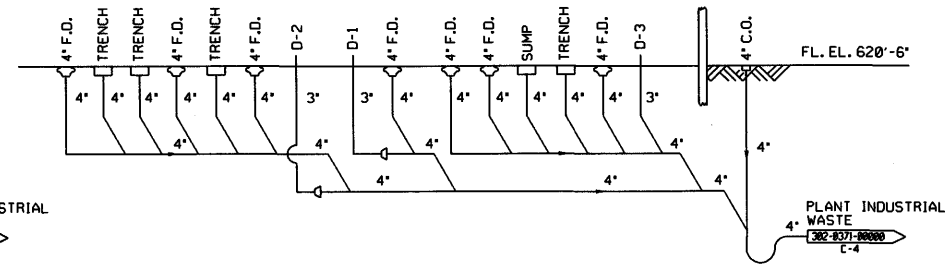 4" F.D.
TRENCH
TRENCH
4" F.D.
TRENCH
4" F.D.
D-2
D-1
4" F.D.
4" F.D.
4" F.D.
SUMP
TRENCH
4" F.D.
D-3
4" C.O.
FL. EL. 620'-6"
4"
4"
4"
4"
4"
4"
3"
3"
4"
4"
4"
4"
4"
4"
3"
4"
4"
4"
4"
4"
4"
4"
4"
4"
STRIAL
PLANT INDUSTRIAL
WASTE
4"
302-0371-00000
C-4